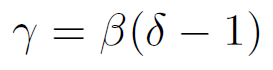 γ = β(δ − 1)